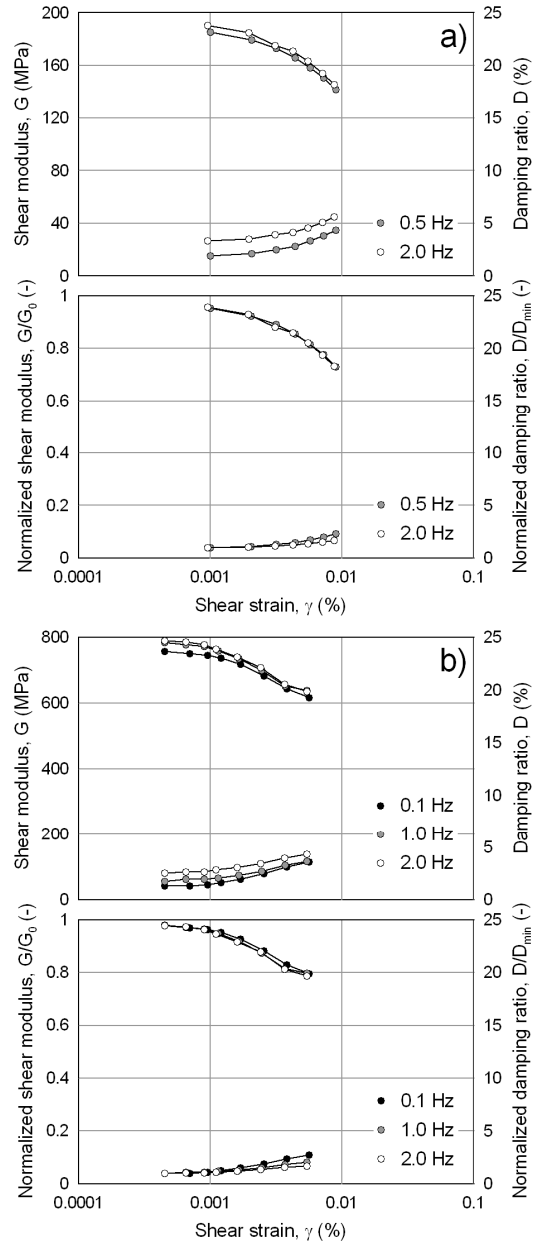 a)
Shear modulus, G (MPa)
200
160
120
80
40
0
Damping ratio, D (%)
25
20
15
10
5
0
0.5 Hz
2.0 Hz
Normalized shear modulus, G/G0 (-)
1
0.8
0.6
0.4
0.2
0
Normalized damping ratio, D/Dmin (-)
25
20
15
10
5
0
0.5 Hz
2.0 Hz
0.0001 0.001 0.01 0.1
Shear strain, γ (%)
b)
Shear modulus, G (MPa)
800
600
400
200
0
Damping ratio, D (%)
25
20
15
10
5
0
0.1 Hz
1.0 Hz
2.0 Hz
Normalized shear modulus, G/G0 (-)
1
0.8
0.6
0.4
0.2
0
Normalized damping ratio, D/Dmin (-)
25
20
15
10
5
0
0.1 Hz
1.0 Hz
2.0 Hz
0.0001 0.001 0.01 0.1
Shear strain, γ (%)